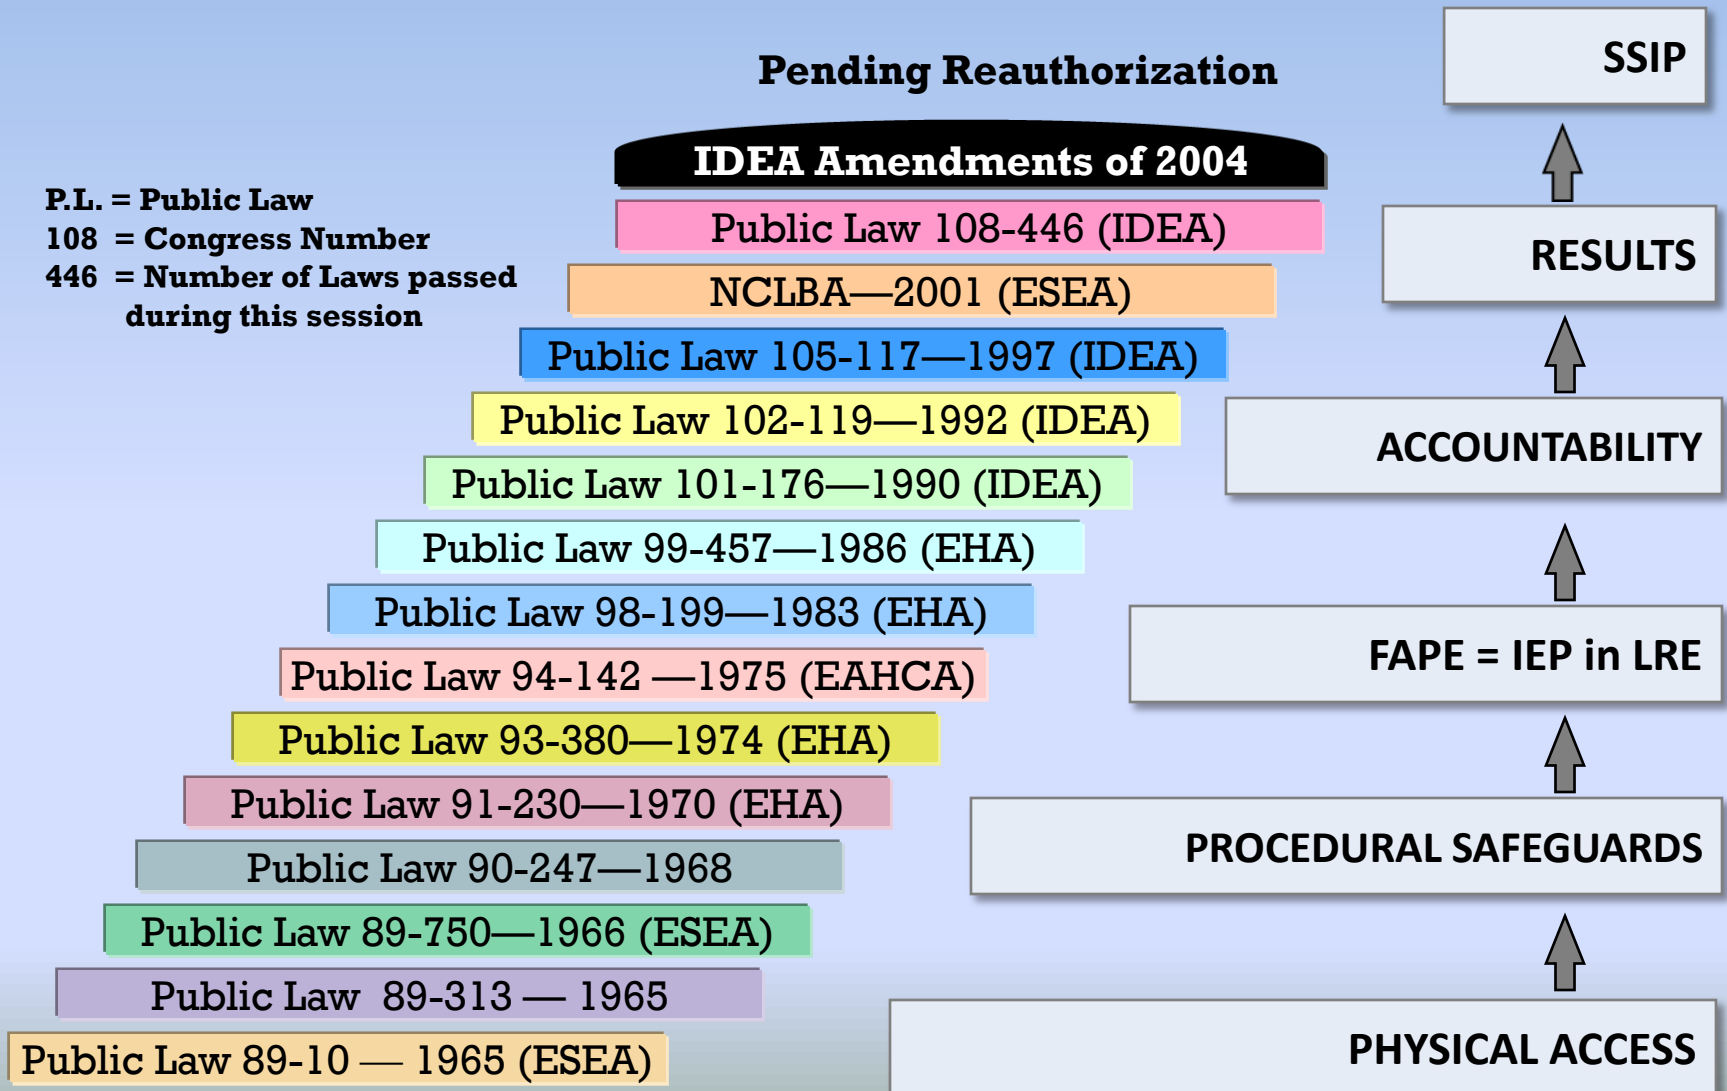 SSIP
Pending Reauthorization
IDEA Amendments of 2004
P.L. = Public Law
108 = Congress Number
446 = Number of Laws passed
during this session
Public Law 108-446 (IDEA)
RESULTS
NCLBA—2001 (ESEA)
Public Law 105-117—1997 (IDEA)
Public Law 102-119—1992 (IDEA)
ACCOUNTABILITY
Public Law 101-176—1990 (IDEA)
Public Law 99-457—1986 (EHA)
Public Law 98-199—1983 (EHA)
FAPE = IEP in LRE
Public Law 94-142 —1975 (EAHCA)
Public Law 93-380—1974 (EHA)
Public Law 91-230—1970 (EHA)
PROCEDURAL SAFEGUARDS
Public Law 90-247—1968
Public Law 89-750—1966 (ESEA)
Public Law 89-313 — 1965
Public Law 89-10 — 1965 (ESEA)
PHYSICAL ACCESS